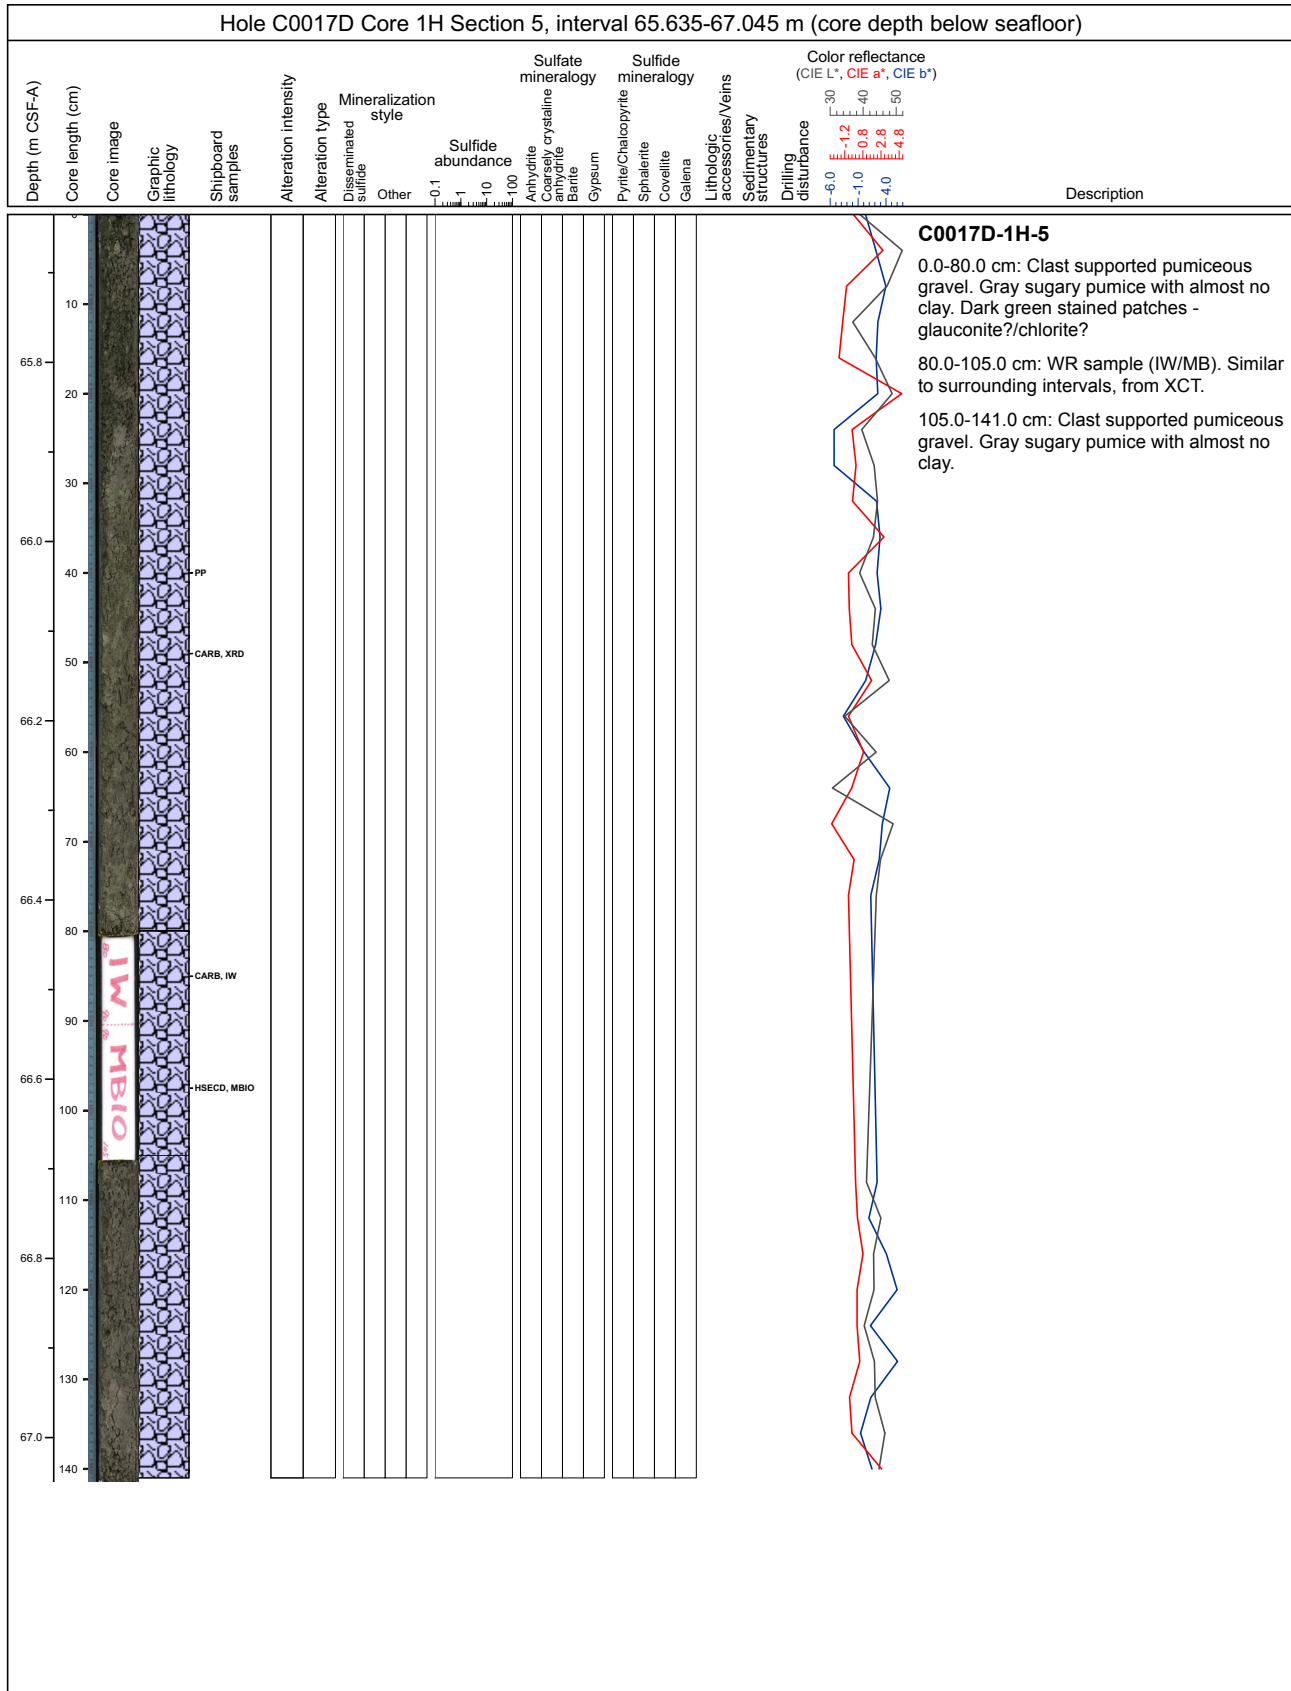 Hole C0017D Core 1H Section 5, interval 65.635-67.045 m (core depth below seafloor)
Depth (m CSF-A)
Core length (cm)
Core image
Graphic
lithology
Shipboard
samples
Alteration intensity
Alteration type
Mineralization
style
Disseminated
sulfide
Other
Sulfide
abundance
0.1
1
10
100
Sulfate
mineralogy
Anhydrite
Coarsely crystaline
anhydrite
Barite
Gypsum
Sulfide
mineralogy
Pyrite/Chalcopyrite
Sphalerite
Covellite
Galena
Lithologic
accessories/Veins
Sedimentary
structures
Drilling
disturbance
Color reflectance
(CIE L*, CIE a*, CIE b*)
30
40
50
-1.2
0.8
2.8
4.8
-6.0
-1.0
4.0
Description
65.8
66.0
66.2
66.4
66.6
66.8
67.0
0
10
20
30
40
50
60
70
80
90
100
110
120
130
140
80
IW
90
90
MBIO
105
PP
CARB, XRD
CARB, IW
HSECD, MBIO
C0017D-1H-5
0.0-80.0 cm: Clast supported pumiceous
gravel. Gray sugary pumice with almost no
clay. Dark green stained patches -
glauconite?/chlorite?
80.0-105.0 cm: WR sample (IW/MB). Similar
to surrounding intervals, from XCT.
105.0-141.0 cm: Clast supported pumiceous
gravel. Gray sugary pumice with almost no
clay.